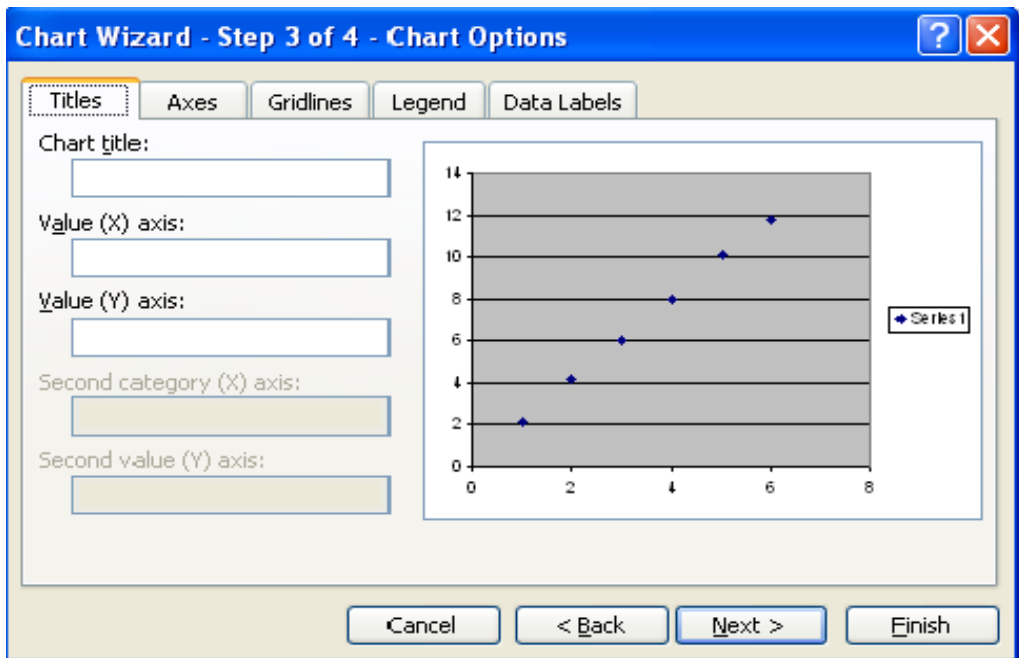 Chart Wizard - Step 3 of 4 - Chart Options
Titles Axes Gridlines Legend Data Labels
Chart title:
Value (X) axis:
Value (Y) axis:
Second category (X) axis:
Second value (Y) axis:
14
12
10
8
6
4
2
0
0 2 4 6 8
Series1
Cancel < Back Next > Finish